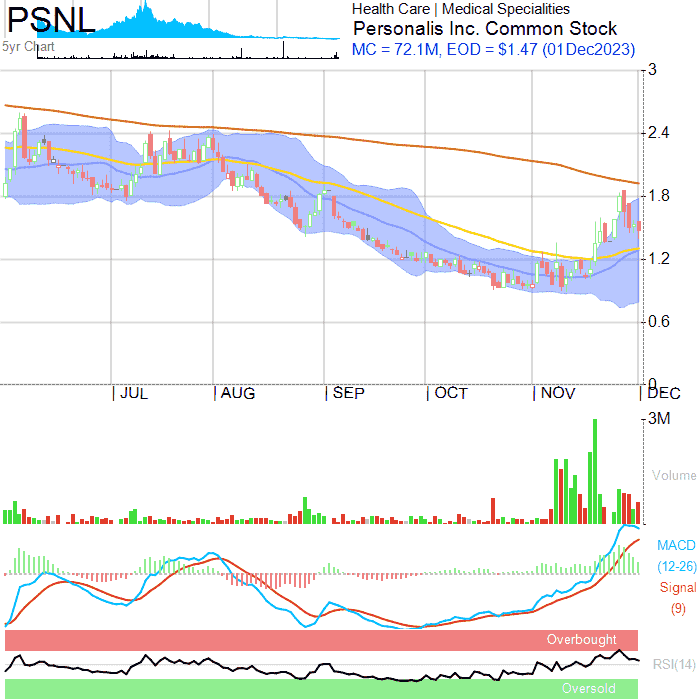 PSNL
5yr Chart
Health Care | Medical Specialities
Personalis Inc. Common Stock
MC = 72.1M, EOD = $1.47 (01Dec2023)
3
2.4
1.8
1.2
0.6
0
| JUL | AUG | SEP | OCT | NOV | DEC
3M
Volume
MACD
(12-26)
Signal
(9)
Overbought
RSI(14)
Oversold